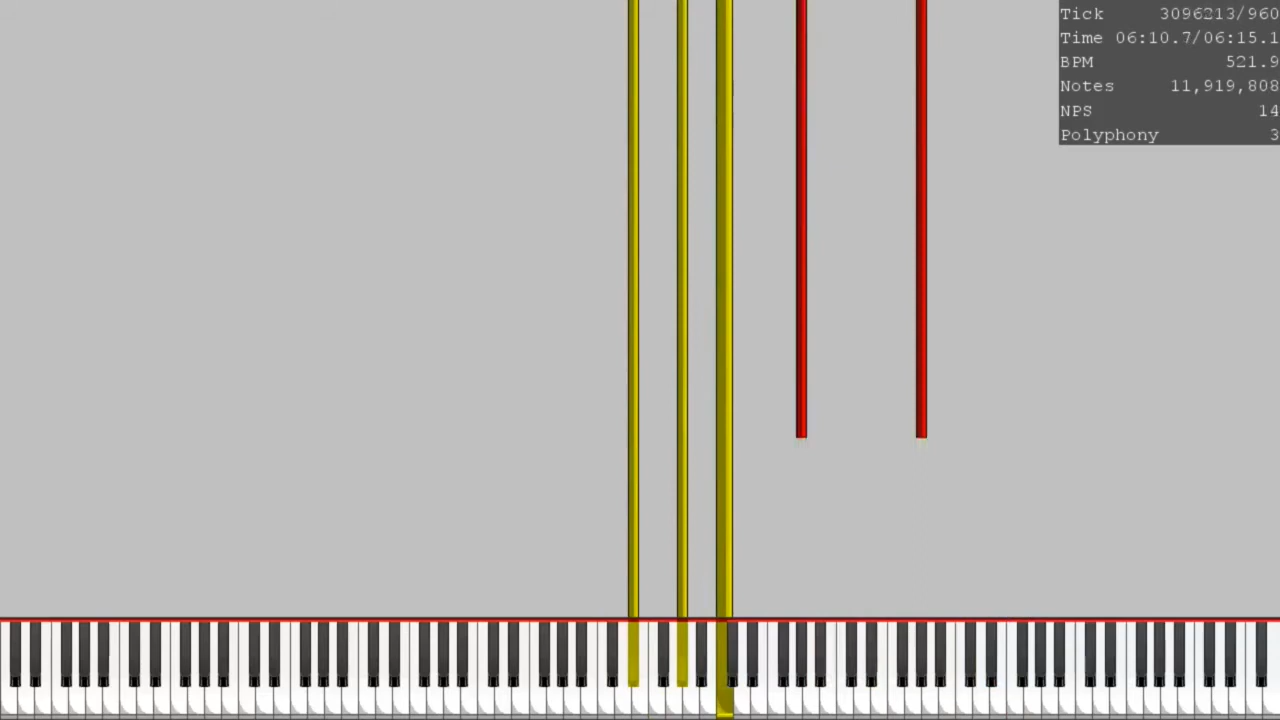 Tick 3096213/960
Time 06:10.7/06:15.1
BPM 521.9
Notes 11,919,808
NPS 14
Polyphony 3